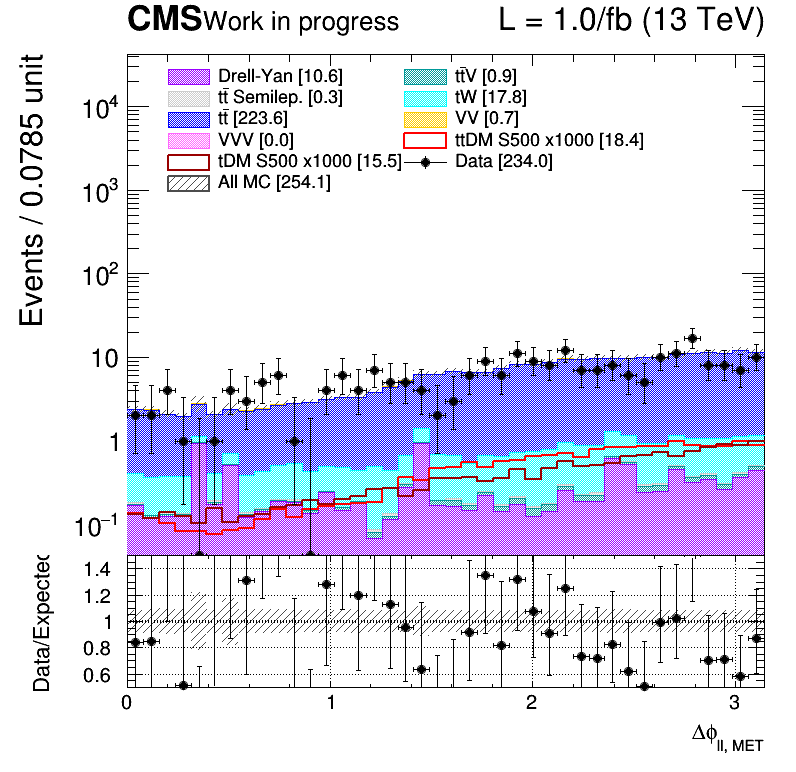 CMS Work in progress L = 1.0/fb (13 TeV)
Events / 0.0785 unit
Drell-Yan [10.6] tt̄V [0.9]
tt̄ Semilep. [0.3] tW [17.8]
tt̄ [223.6] VV [0.7]
VVV [0.0] ttDM S500 x1000 [18.4]
tDM S500 x1000 [15.5] Data [234.0]
All MC [254.1]
10⁴
10³
10²
10
1
10⁻¹
Data/Expected
1.4
1.2
1
0.8
0.6
0 1 2 3
Δϕ_ll, MET